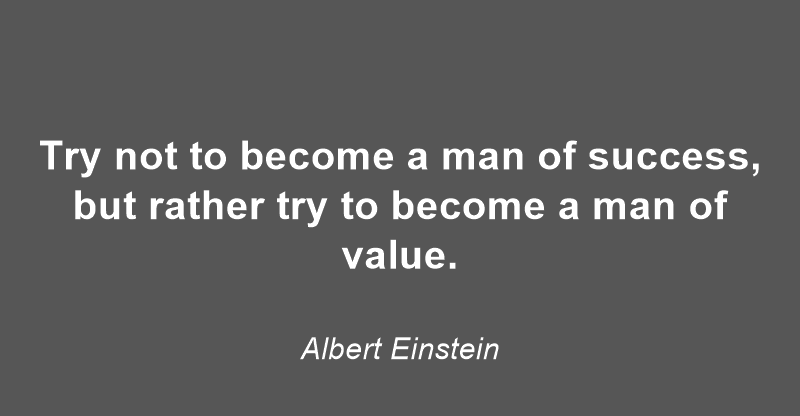 Try not to become a man of success,
but rather try to become a man of
value.
Albert Einstein